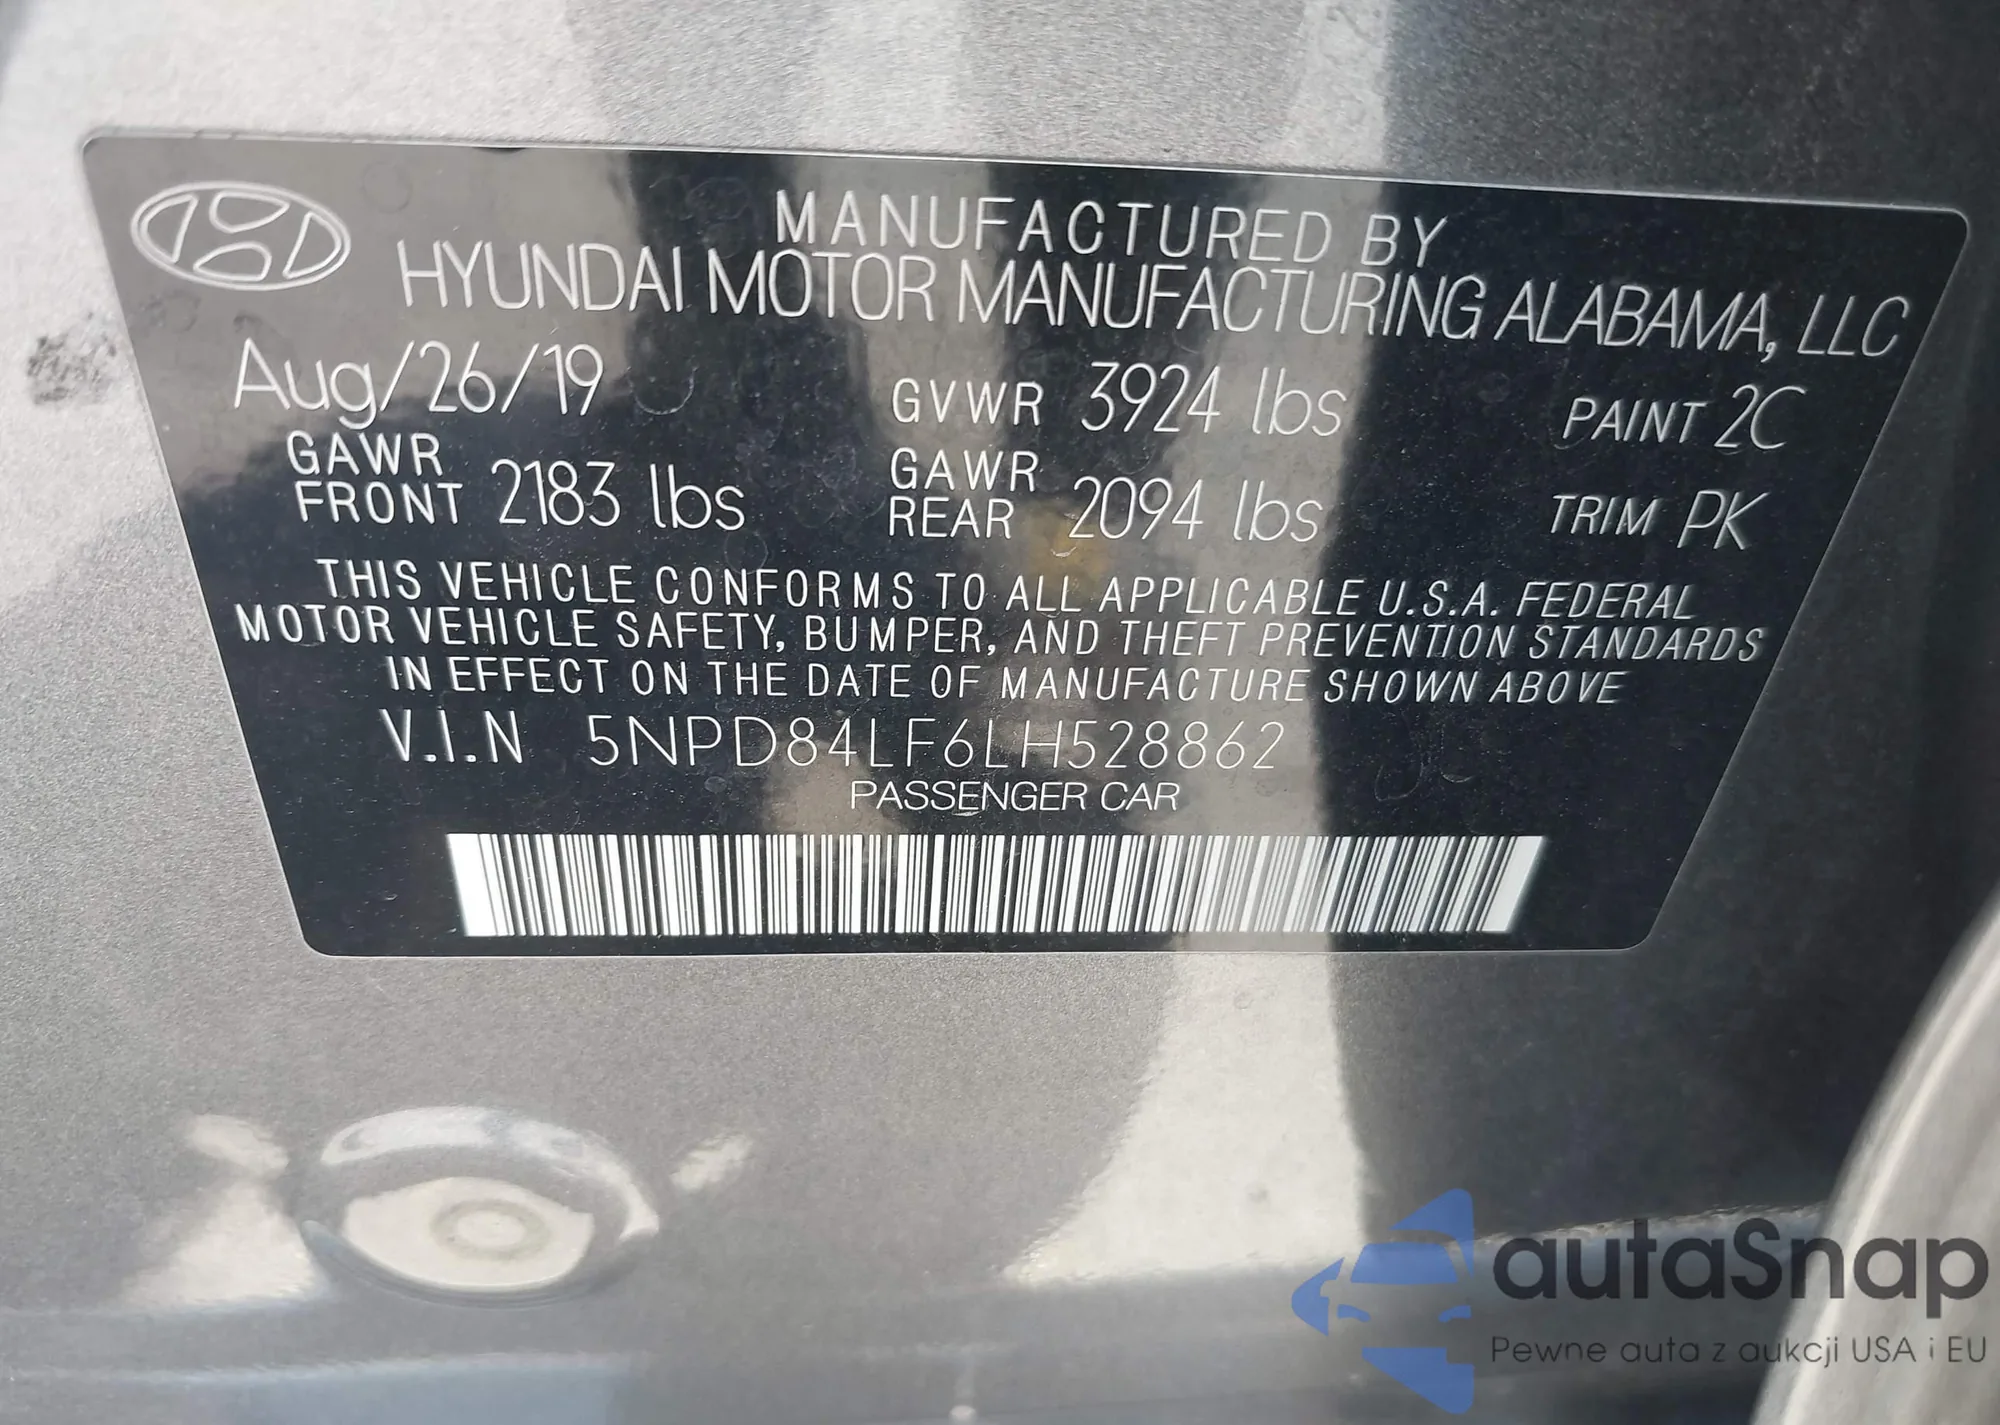 MANUFACTURED BY
HYUNDAI MOTOR MANUFACTURING ALABAMA, LLC
Aug/26/19 GVWR 3924 lbs PAINT 2C
GAWR FRONT 2183 lbs GAWR REAR 2094 lbs TRIM PK
THIS VEHICLE CONFORMS TO ALL APPLICABLE U.S.A. FEDERAL
MOTOR VEHICLE SAFETY, BUMPER, AND THEFT PREVENTION STANDARDS
IN EFFECT ON THE DATE OF MANUFACTURE SHOWN ABOVE
V.I.N 5NPD84LF6LH528862
PASSENGER CAR
autaSnap
Pewne auta z aukcji USA i EU